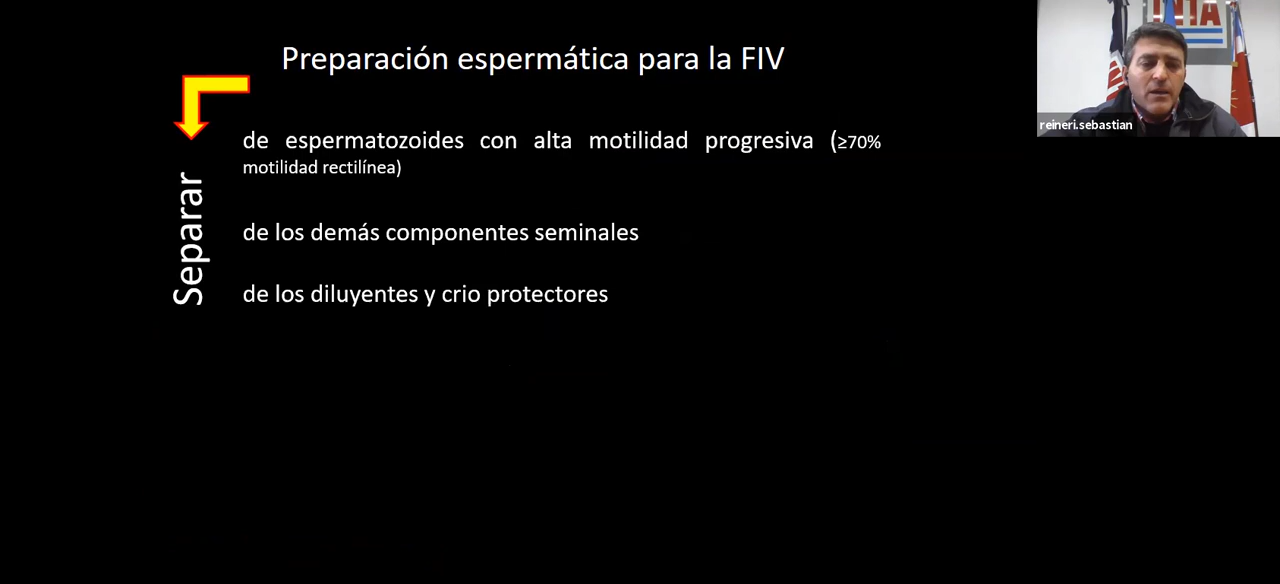 Preparación espermática para la FIV
de espermatozoides con alta motilidad progresiva (≥70%
motilidad rectilínea)
Separar
de los demás componentes seminales
de los diluyentes y crio protectores
INTA
reineri.sebastian